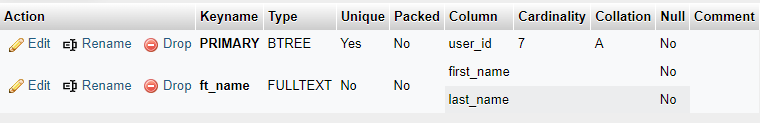 Action Keyname Type Unique Packed Column Cardinality Collation Null Comment
Edit Rename Drop PRIMARY BTREE Yes No user_id 7 A No
Edit Rename Drop ft_name FULLTEXT No No first_name No
last_name No